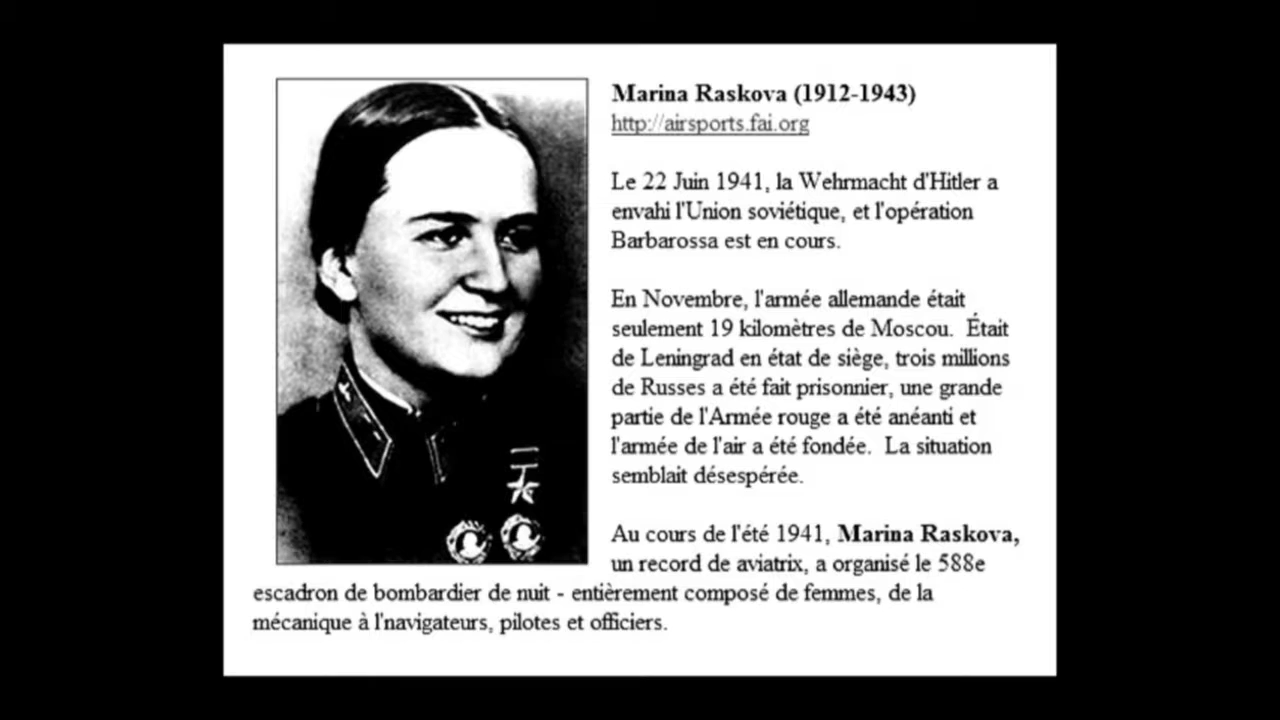 Marina Raskova (1912-1943)
http://airsports.fai.org
Le 22 Juin 1941, la Wehrmacht d'Hitler a
envahi l'Union soviétique, et l'opération
Barbarossa est en cours.
En Novembre, l'armée allemande était
seulement 19 kilomètres de Moscou.  Était
de Leningrad en état de siège, trois millions
de Russes a été fait prisonnier, une grande
partie de l'Armée rouge a été anéanti et
l'armée de l'air a été fondée.  La situation
semblait désespérée.
Au cours de l'été 1941, Marina Raskova,
un record de aviatrix, a organisé le 588e
escadron de bombardier de nuit - entièrement composé de femmes, de la
mécanique à l'navigateurs, pilotes et officiers.